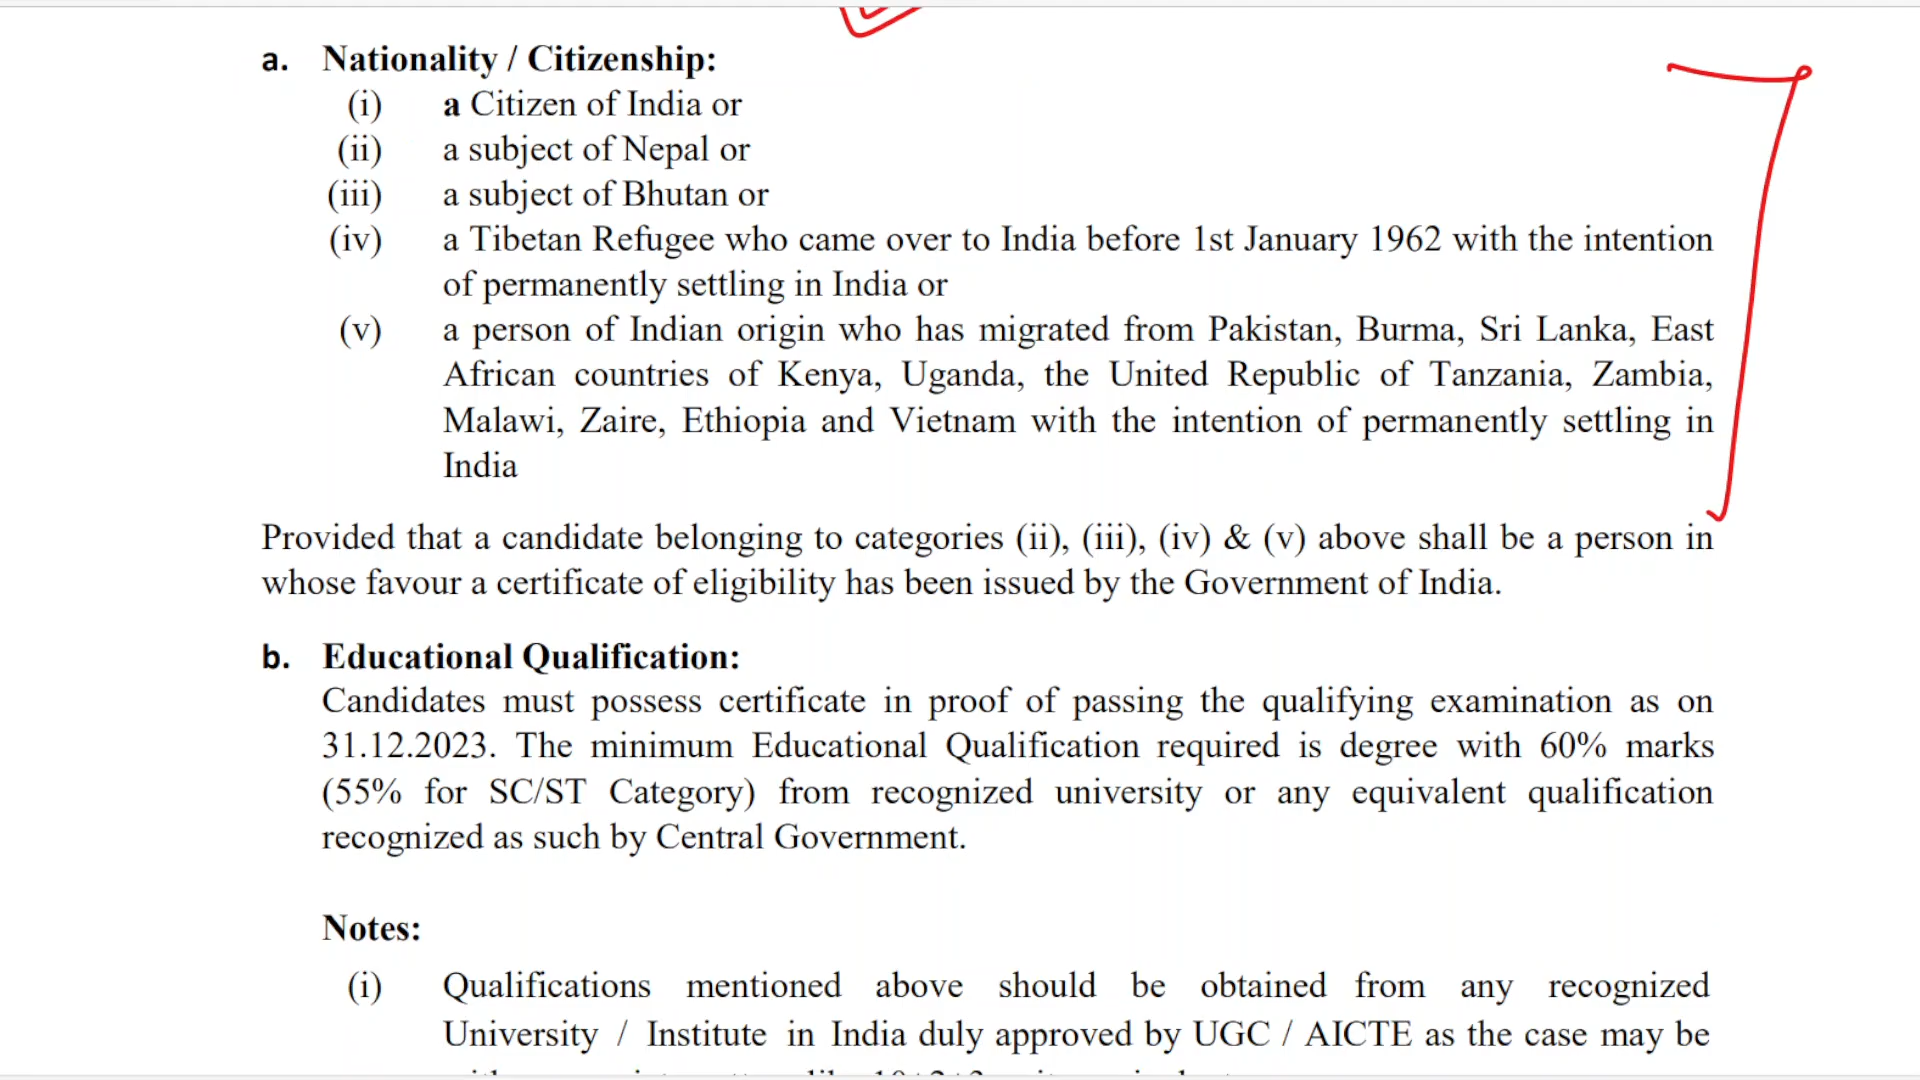 a. Nationality / Citizenship:
(i) a Citizen of India or
(ii) a subject of Nepal or
(iii) a subject of Bhutan or
(iv) a Tibetan Refugee who came over to India before 1st January 1962 with the intention
of permanently settling in India or
(v) a person of Indian origin who has migrated from Pakistan, Burma, Sri Lanka, East
African countries of Kenya, Uganda, the United Republic of Tanzania, Zambia,
Malawi, Zaire, Ethiopia and Vietnam with the intention of permanently settling in
India
Provided that a candidate belonging to categories (ii), (iii), (iv) & (v) above shall be a person in
whose favour a certificate of eligibility has been issued by the Government of India.
b. Educational Qualification:
Candidates must possess certificate in proof of passing the qualifying examination as on
31.12.2023. The minimum Educational Qualification required is degree with 60% marks
(55% for SC/ST Category) from recognized university or any equivalent qualification
recognized as such by Central Government.
Notes:
(i) Qualifications mentioned above should be obtained from any recognized
University / Institute in India duly approved by UGC / AICTE as the case may be